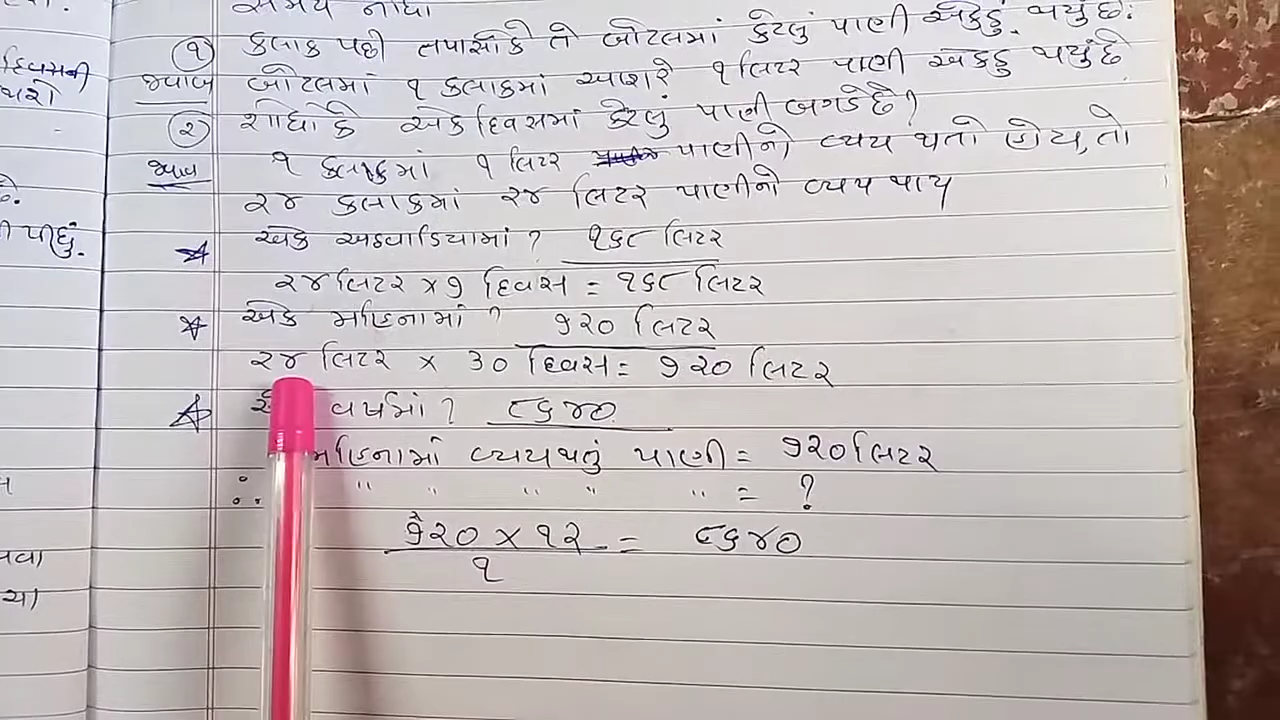 સમય નોંધો
૧ કલાક પછી તપાસો કે તે બોટલમાં કેટલું પાણી એકઠું થયું છે.
જવાબ બોટલમાં ૧ કલાકમાં આશરે ૧ લિટર પાણી એકઠું થયું છે
૨ શોધો કે એક દિવસમાં કેટલું પાણી બગડે છે?
જવાબ ૧ કલાકમાં ૧ લિટર પાણીનો વ્યય થતો હોય, તો
૨૪ કલાકમાં ૨૪ લિટર પાણીનો વ્યય થાય
એક અઠવાડિયામાં ? ૧૬૮ લિટર
૨૪ લિટર × ૭ દિવસ = ૧૬૮ લિટર
એક મહિનામાં ? ૭૨૦ લિટર
૨૪ લિટર × ૩૦ દિવસ = ૭૨૦ લિટર
વર્ષમાં ? ૮૬૪૦
મહિનામાં વ્યય થતું પાણી = ૭૨૦ લિટર
∴ " " " " " = ?
૭૨૦ × ૧૨ = ૮૬૪૦
૧
દિવસની
થશે
છે.
પીધું.